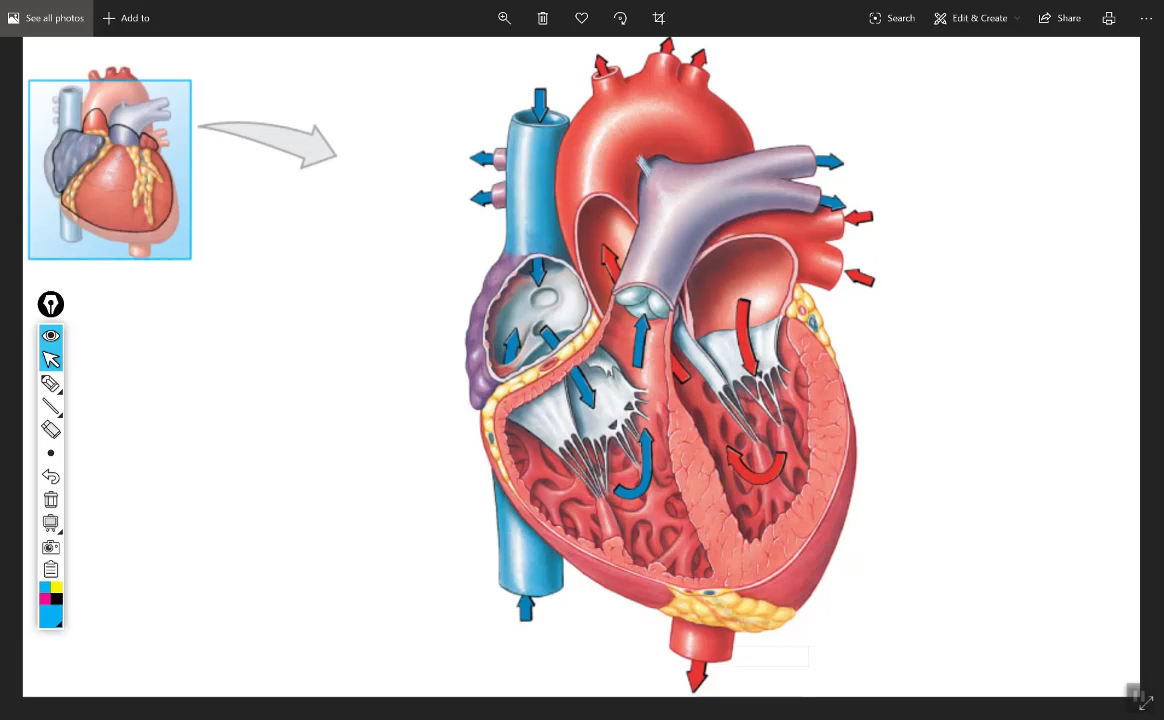 See all photos
Add to
Search
Edit & Create
Share